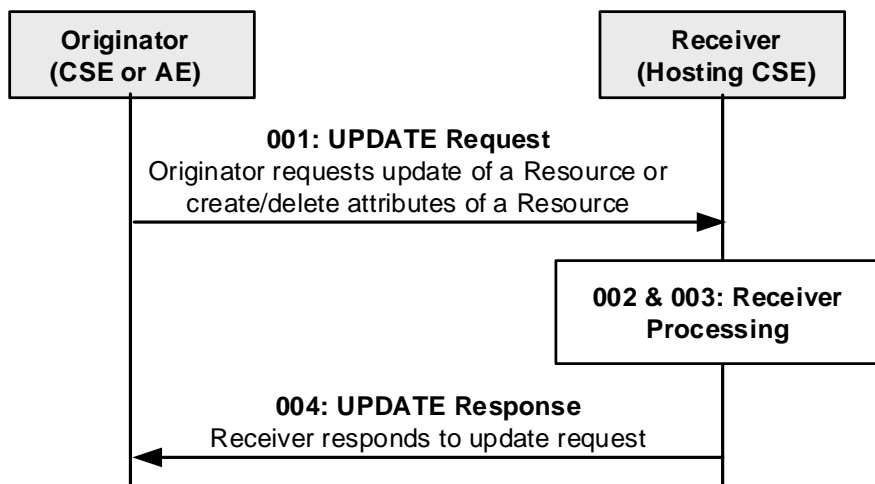 Originator
(CSE or AE)
Receiver
(Hosting CSE)
001: UPDATE Request
Originator requests update of a Resource or
create/delete attributes of a Resource
002 & 003: Receiver
Processing
004: UPDATE Response
Receiver responds to update request